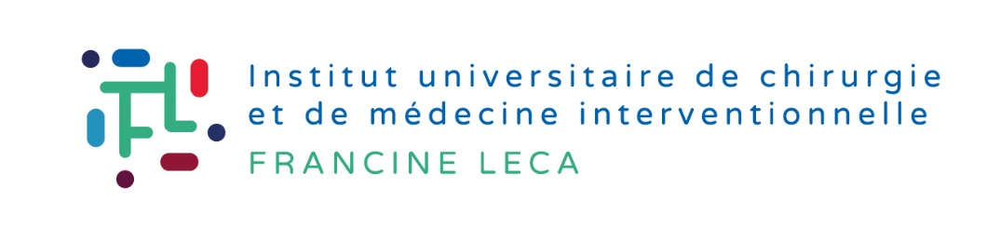 Institut universitaire de chirurgie
et de médecine interventionnelle
FRANCINE LECA